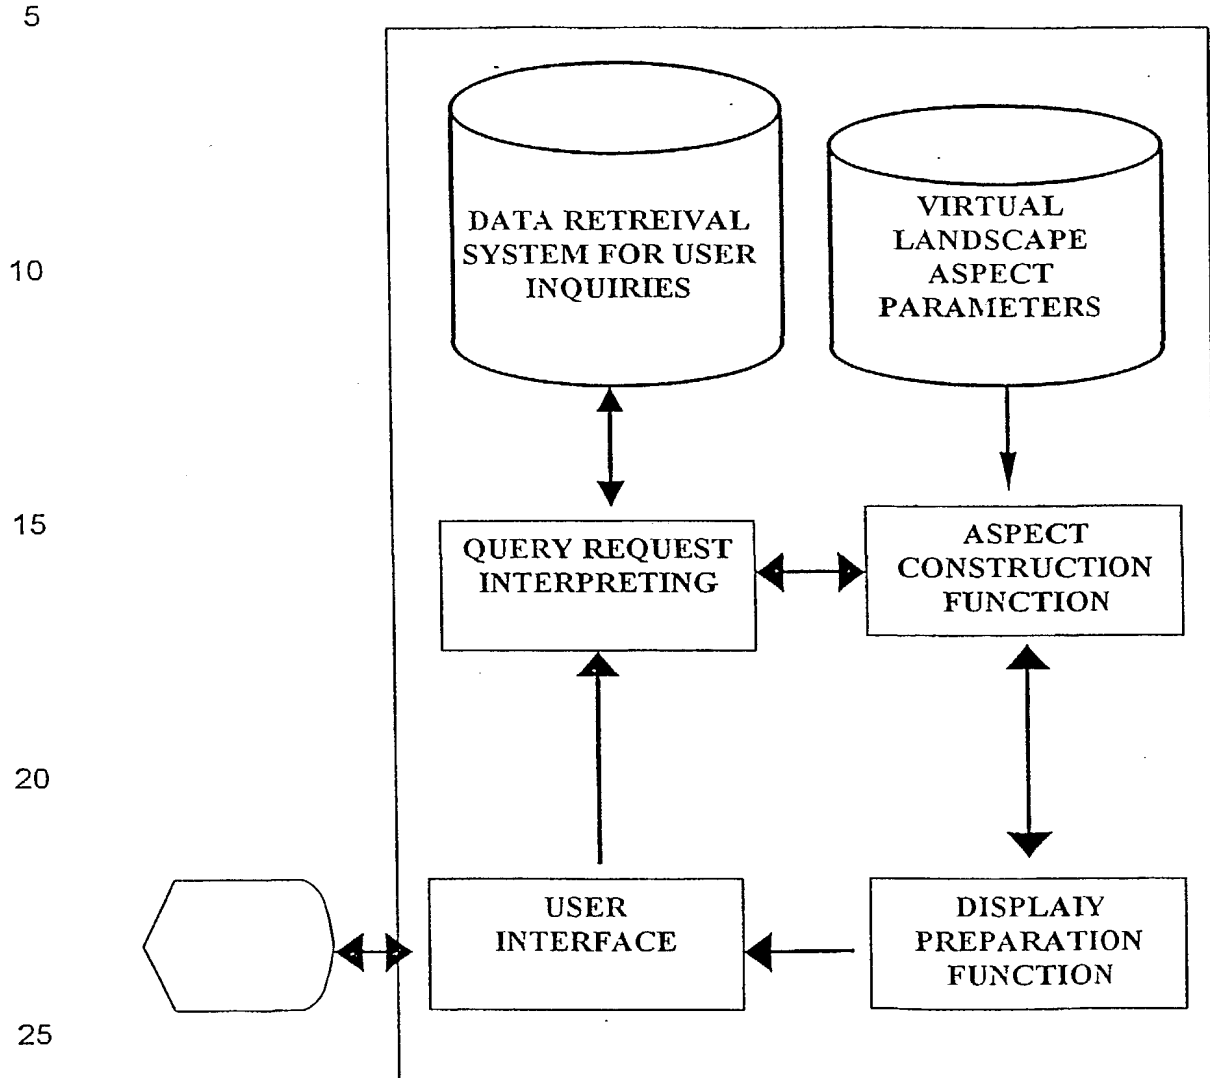 5
DATA RETREIVAL
SYSTEM FOR USER
INQUIRIES
VIRTUAL
LANDSCAPE
ASPECT
PARAMETERS
10
15
QUERY REQUEST
INTERPRETING
ASPECT
CONSTRUCTION
FUNCTION
20
USER
INTERFACE
DISPLAIY
PREPARATION
FUNCTION
25